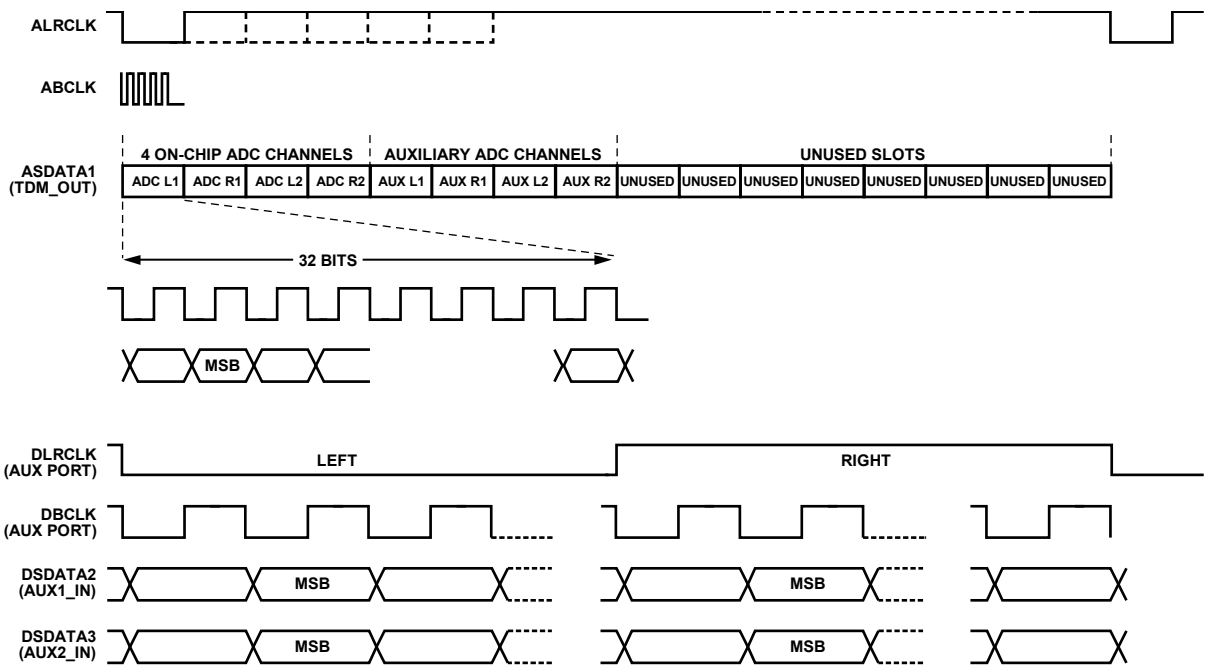 ALRCLK
ABCLK
4 ON-CHIP ADC CHANNELS AUXILIARY ADC CHANNELS UNUSED SLOTS
ASDATA1
(TDM_OUT)
ADC L1 ADC R1 ADC L2 ADC R2 AUX L1 AUX R1 AUX L2 AUX R2 UNUSED UNUSED UNUSED UNUSED UNUSED UNUSED UNUSED UNUSED
32 BITS
MSB
DLRCLK
(AUX PORT)
LEFT RIGHT
DBCLK
(AUX PORT)
DSDATA2
(AUX1_IN)
MSB MSB
DSDATA3
(AUX2_IN)
MSB MSB